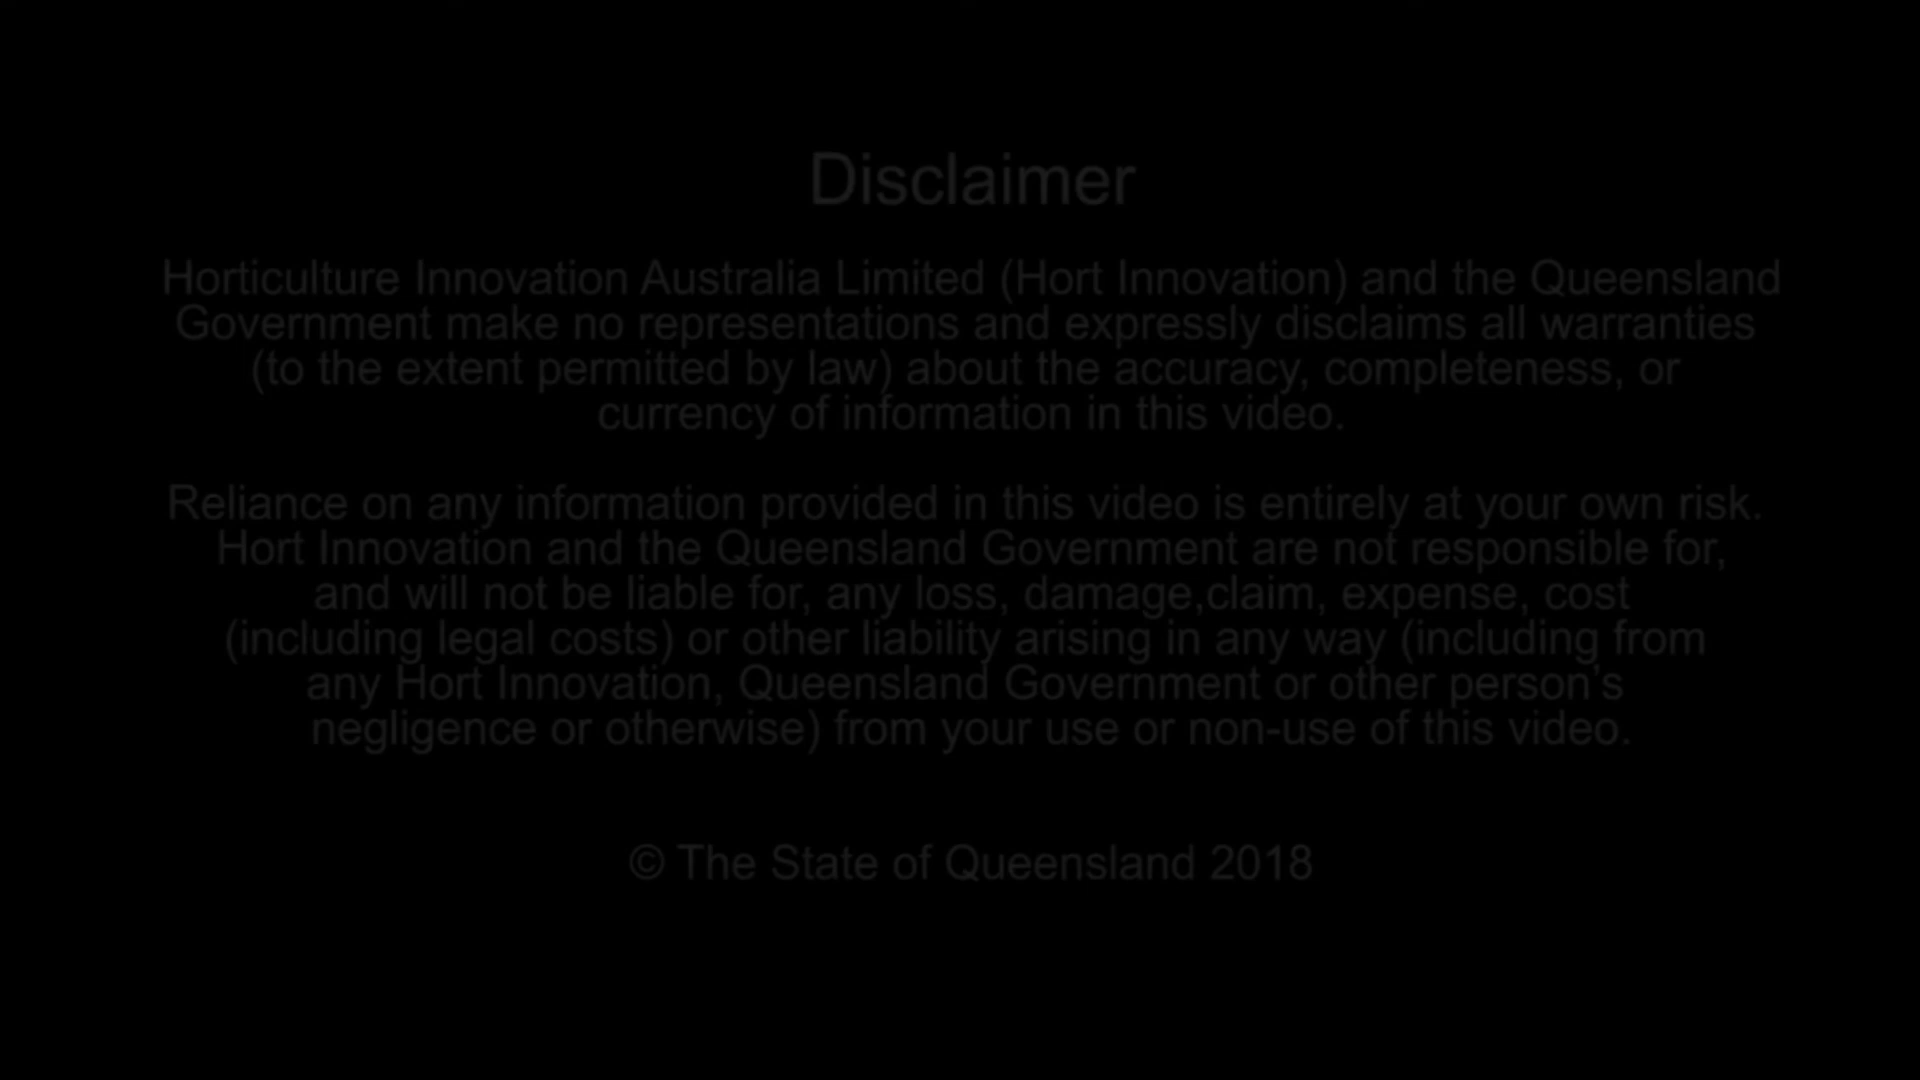 Disclaimer
Horticulture Innovation Australia Limited (Hort Innovation) and the Queensland
Government make no representations and expressly disclaims all warranties
(to the extent permitted by law) about the accuracy, completeness, or
currency of information in this video.
Reliance on any information provided in this video is entirely at your own risk.
Hort Innovation and the Queensland Government are not responsible for,
and will not be liable for, any loss, damage,claim, expense, cost
(including legal costs) or other liability arising in any way (including from
any Hort Innovation, Queensland Government or other person's
negligence or otherwise) from your use or non-use of this video.
© The State of Queensland 2018